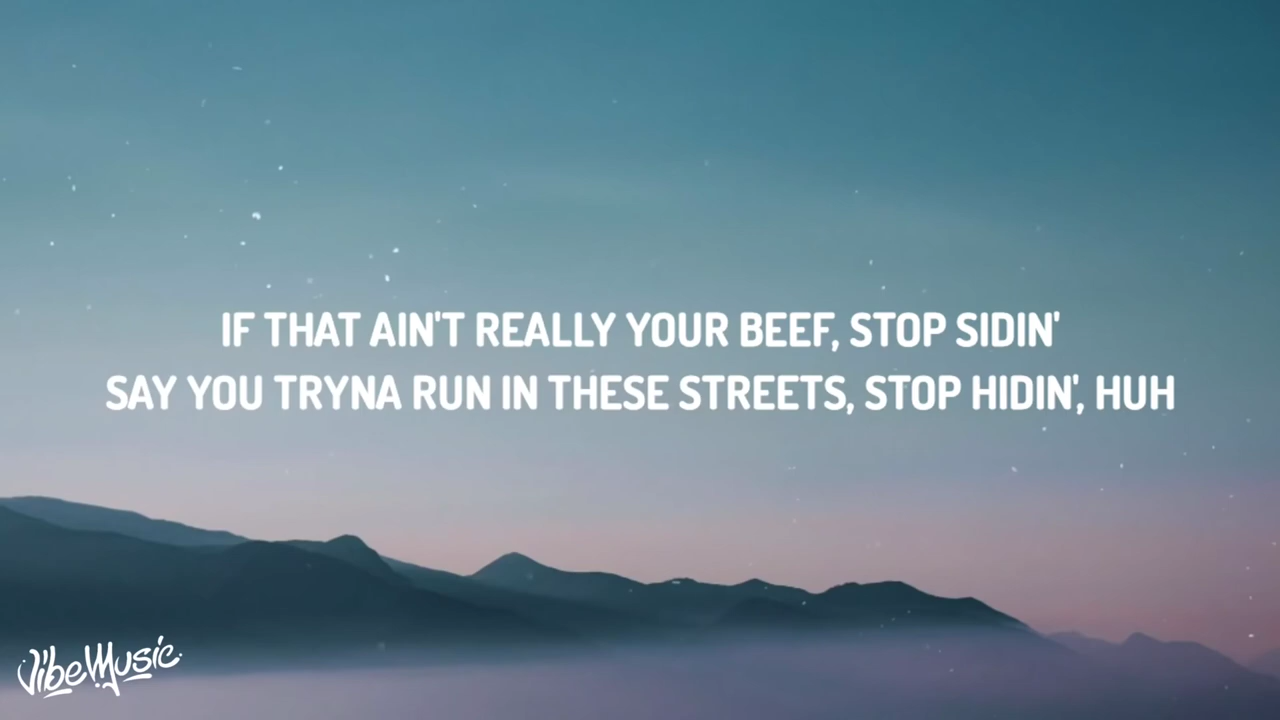 IF THAT AIN'T REALLY YOUR BEEF, STOP SIDIN'
SAY YOU TRYNA RUN IN THESE STREETS, STOP HIDIN', HUH
VibeMusic